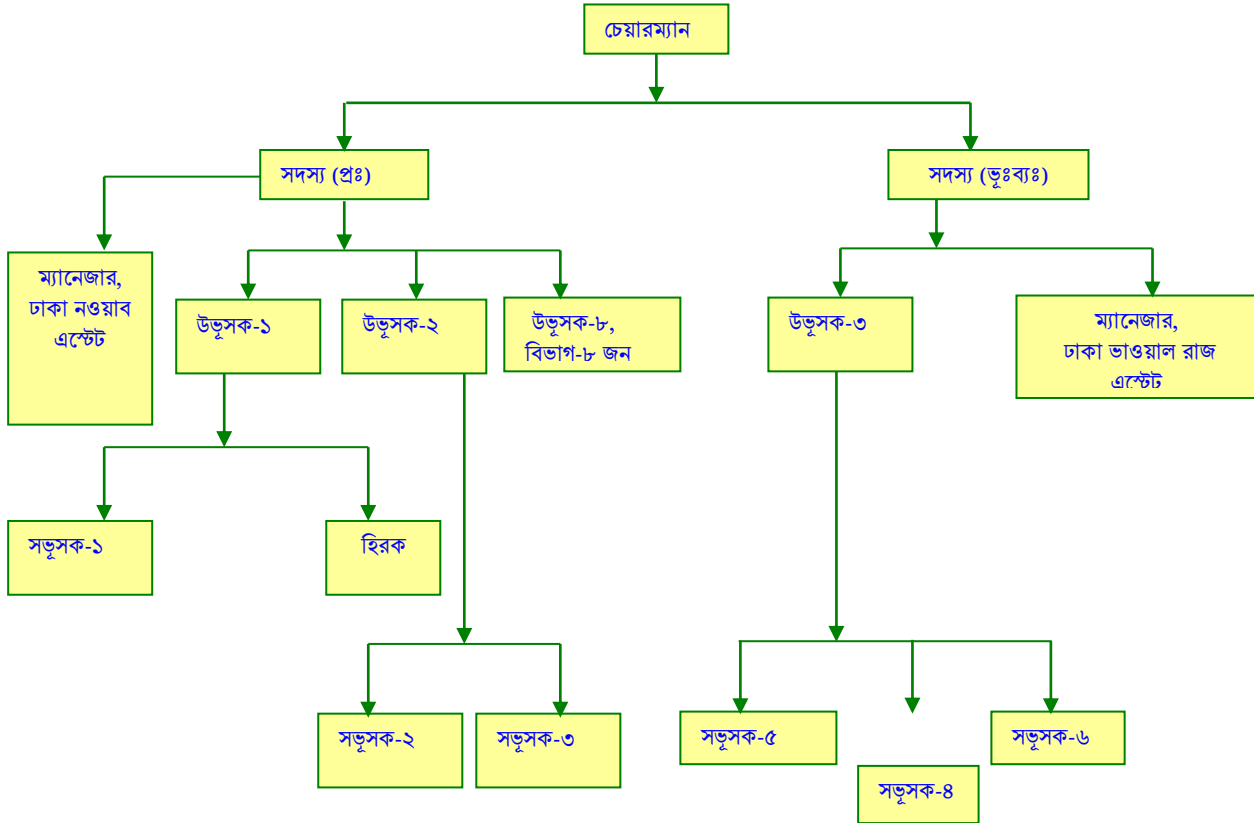 চেয়ারম্যান
সদস্য (প্রঃ)
সদস্য (ভূঃব্যঃ)
ম্যানেজার,
ঢাকা নওয়াব
এস্টেট
উভূসক-১
উভূসক-২
উভূসক-৮,
বিভাগ-৮ জন
উভূসক-৩
ম্যানেজার,
ঢাকা ভাওয়াল রাজ
এস্টেট
সভূসক-১
হিরক
সভূসক-২
সভূসক-৩
সভূসক-৫
সভূসক-৬
সভূসক-৪